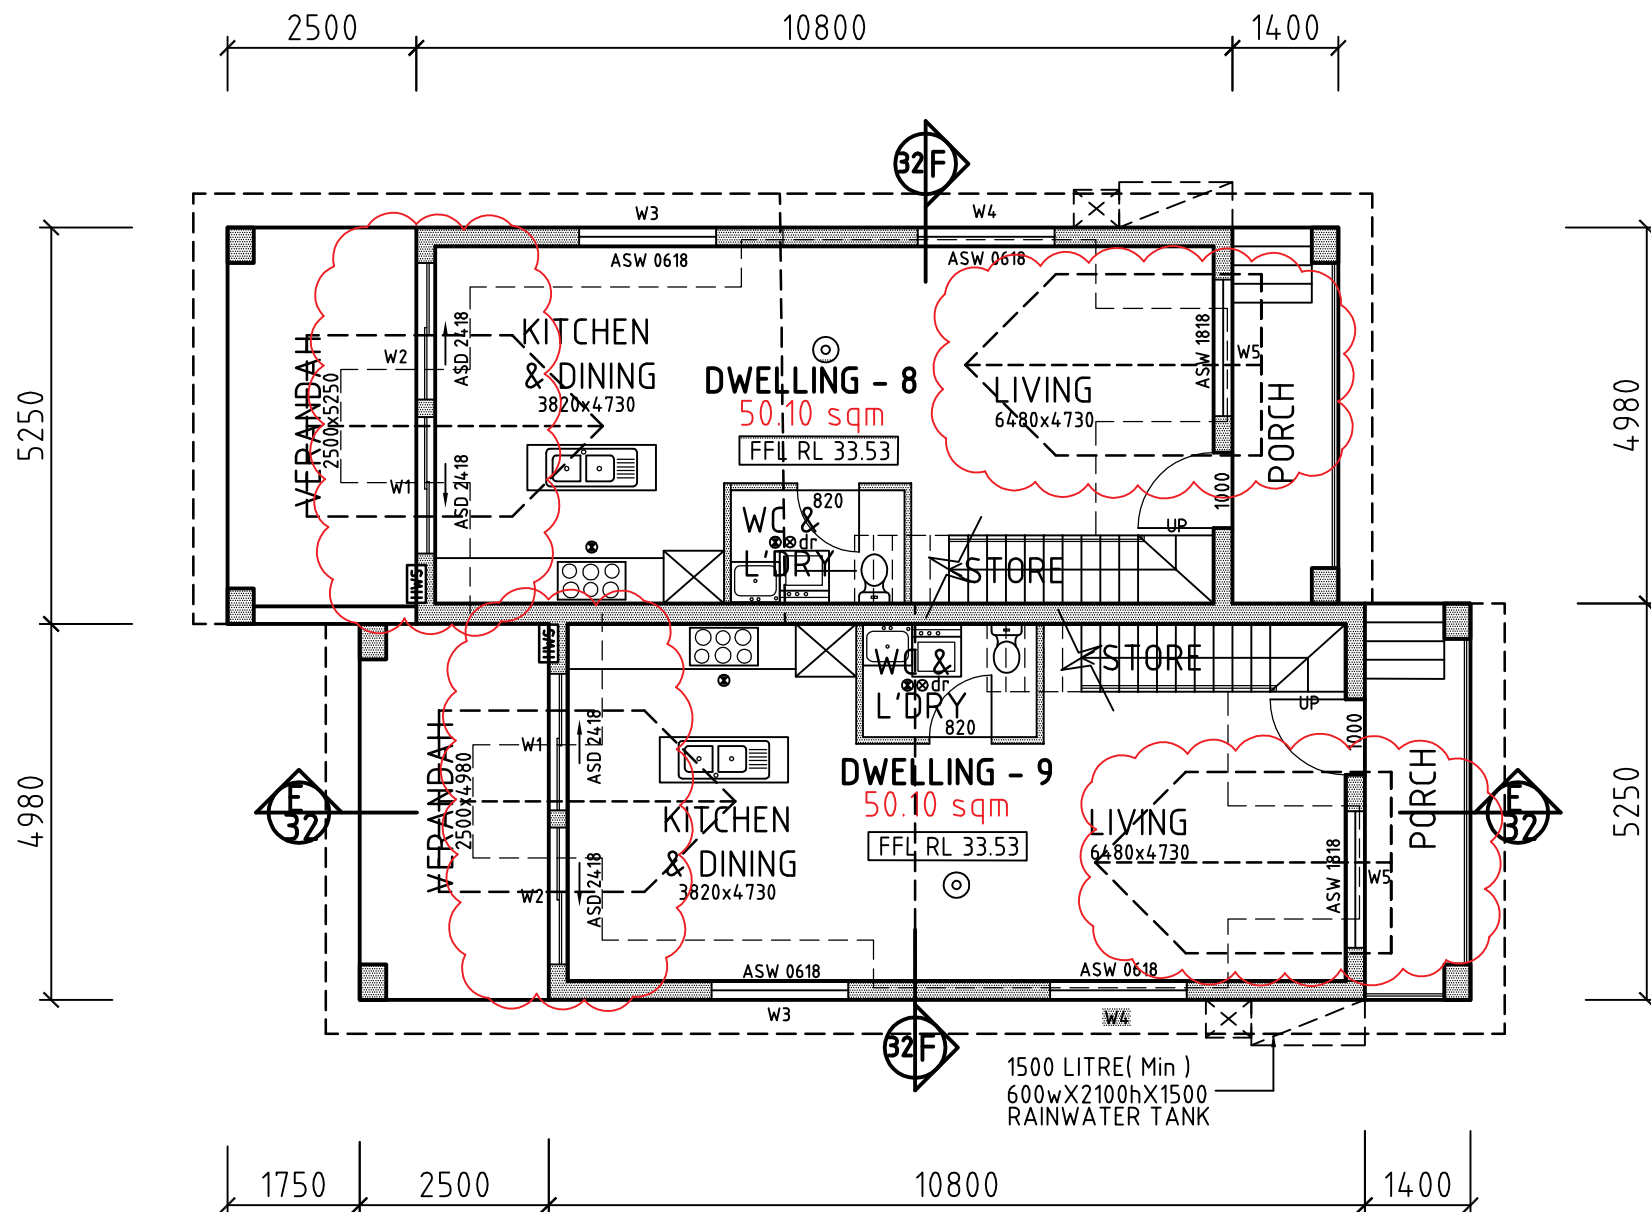 2500
10800
1400
32 F
W3
W4
ASW 0618
ASW 0618
5250
4980
KITCHEN
& DINING
3820x4730
VERANDAH
2500x5250
W2
ASD 2418
W1
ASD 2418
DWELLING - 8
50.10 sqm
FFL RL 33.53
LIVING
6480x4730
ASW 1818
W5
PORCH
1000
UP
WC &
L'DRY
820
dr
STORE
HWS
HWS
WC &
L'DRY
dr
820
STORE
UP
1000
4980
5250
VERANDAH
2500x4980
W1
ASD 2418
W2
ASD 2418
DWELLING - 9
50.10 sqm
FFL RL 33.53
KITCHEN
& DINING
3820x4730
LIVING
6480x4730
ASW 1818
W5
PORCH
E
32
E
32
ASW 0618
ASW 0618
W3
W4
32 F
1500 LITRE( Min )
600wX2100hX1500
RAINWATER TANK
1750
2500
10800
1400